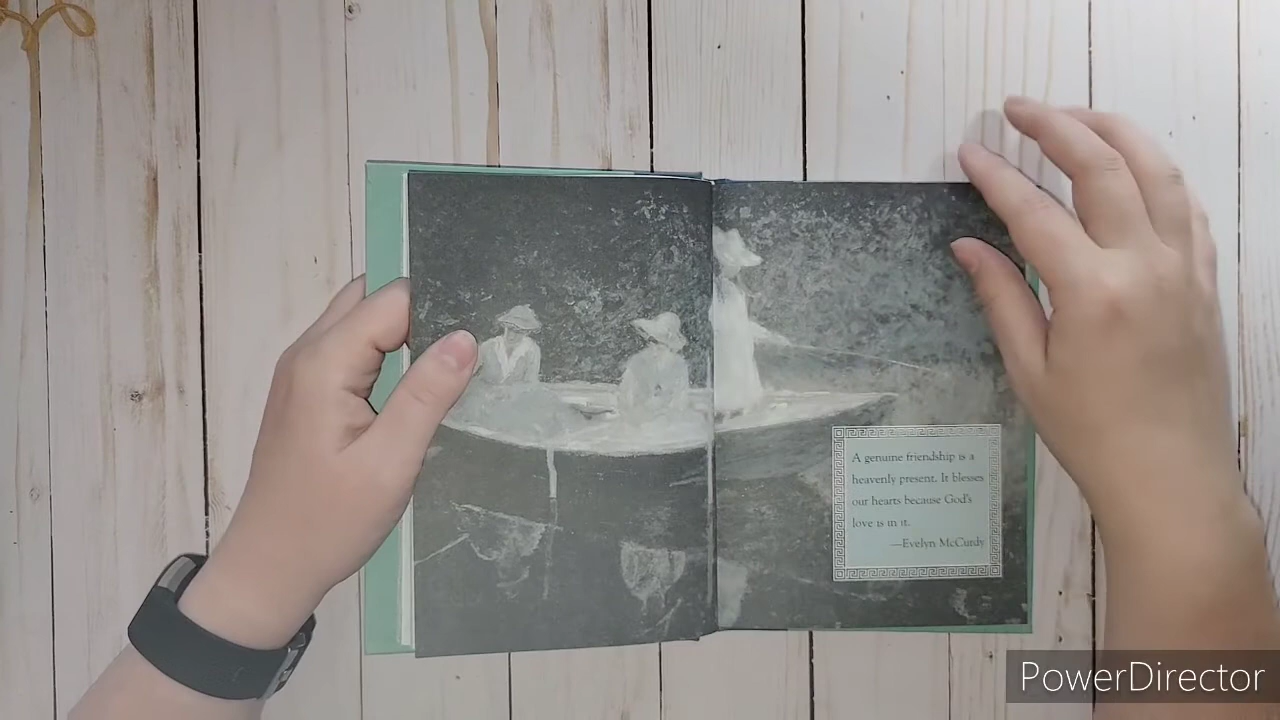 A genuine friendship is a
heavenly present. It blesses
our hearts because God's
love is in it.
—Evelyn McCurdy
PowerDirector